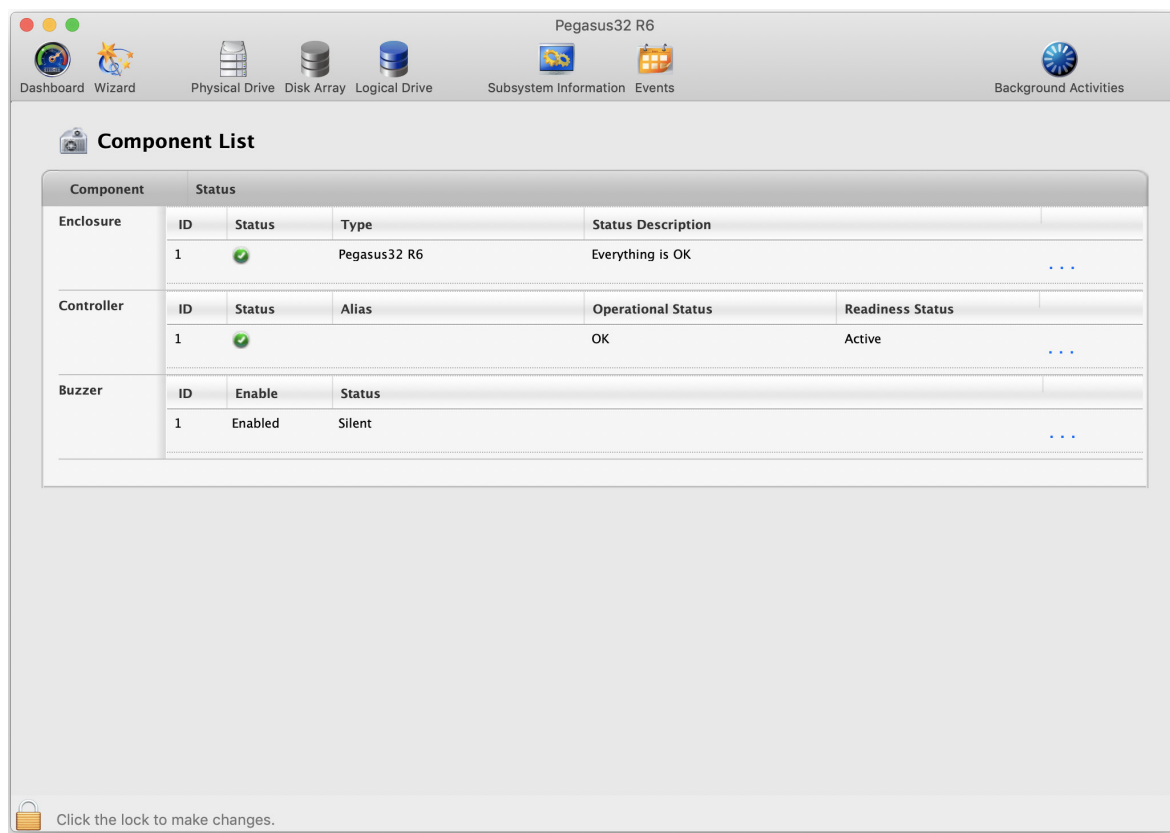 Pegasus32 R6
Dashboard Wizard Physical Drive Disk Array Logical Drive Subsystem Information Events Background Activities
Component List
Component Status
Enclosure ID Status Type Status Description
1 Pegasus32 R6 Everything is OK ...
Controller ID Status Alias Operational Status Readiness Status
1 OK Active ...
Buzzer ID Enable Status
1 Enabled Silent ...
Click the lock to make changes.